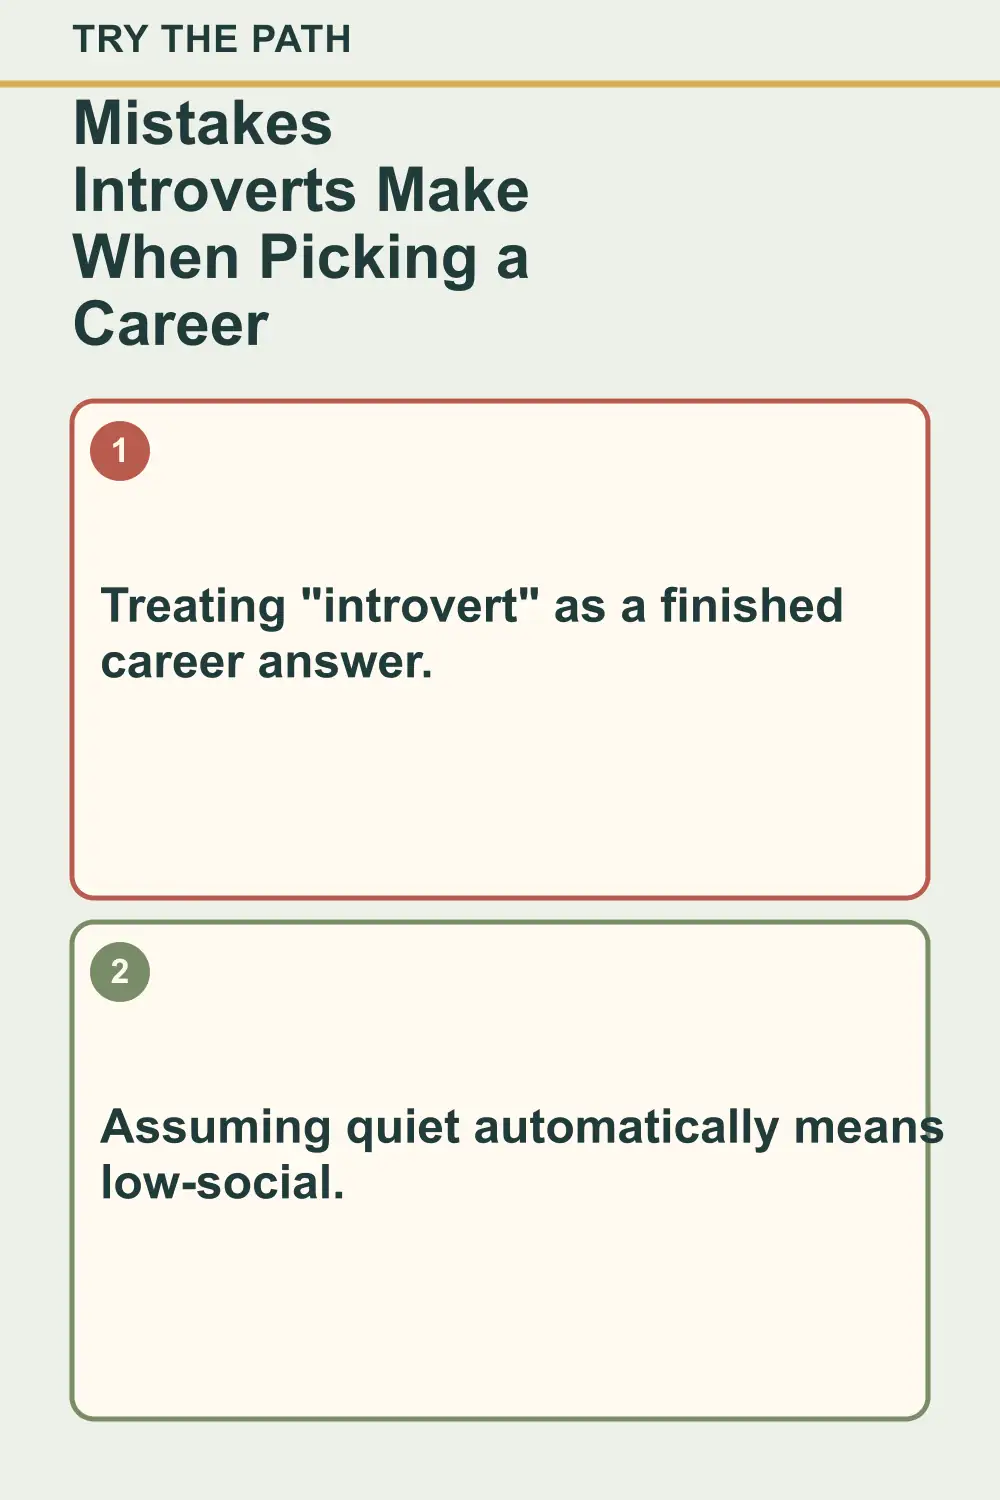 TRY THE PATH
Mistakes
Introverts Make
When Picking a
Career
1
Treating "introvert" as a finished
career answer.
2
Assuming quiet automatically means
low-social.